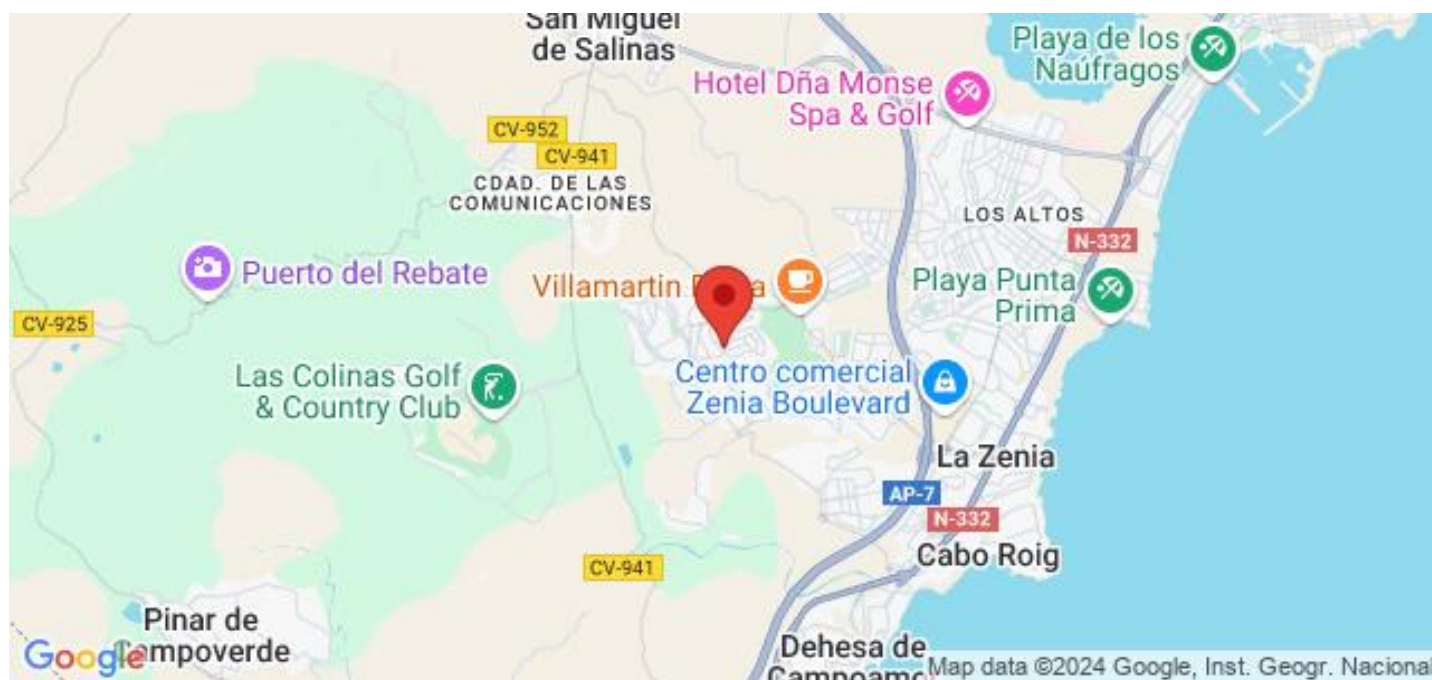 San Miguel
de Salinas
Playa de los
Naúfragos
Hotel Dña Monse
Spa & Golf
CV-952
CV-941
CDAD. DE LAS
COMUNICACIONES
LOS ALTOS
N-332
Puerto del Rebate
Villamartin
Playa Punta
Prima
CV-925
Las Colinas Golf
& Country Club
Centro comercial
Zenia Boulevard
La Zenia
AP-7
N-332
Cabo Roig
CV-941
Pinar de
Campoverde
Dehesa de
Campoamor
Google
Map data ©2024 Google, Inst. Geogr. Nacional